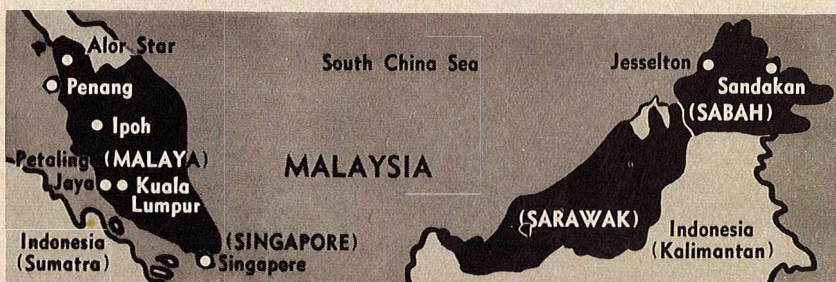 Alor Star
Penang
Ipoh
Petaling (MALAYA)
Jaya
Kuala
Lumpur
Indonesia
(Sumatra)
(SINGAPORE)
Singapore
South China Sea
MALAYSIA
Jesselton
Sandakan
(SABAH)
(SARAWAK)
Indonesia
(Kalimantan)